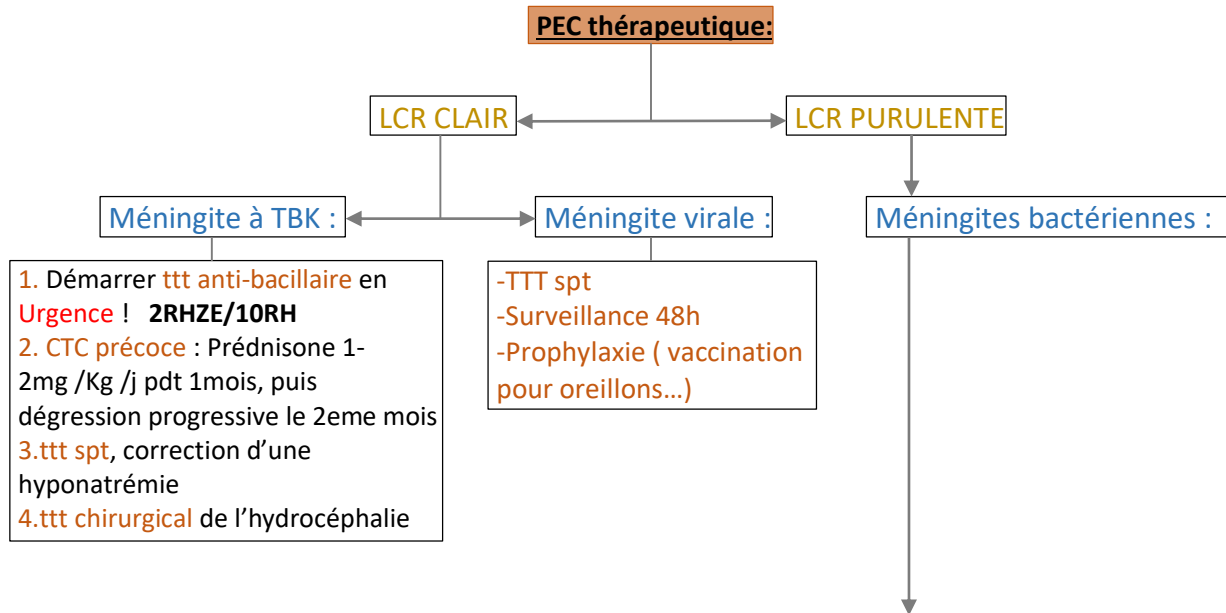 PEC thérapeutique:
LCR CLAIR
LCR PURULENTE
Méningite à TBK :
Méningite virale :
Méningites bactériennes :
1. Démarrer ttt anti-bacillaire en
Urgence ! 2RHZE/10RH
2. CTC précoce : Prédnisone 1-
2mg /Kg /j pdt 1mois, puis
dégression progressive le 2eme mois
3.ttt spt, correction d’une
hyponatrémie
4.ttt chirurgical de l’hydrocéphalie
-TTT spt
-Surveillance 48h
-Prophylaxie ( vaccination
pour oreillons…)